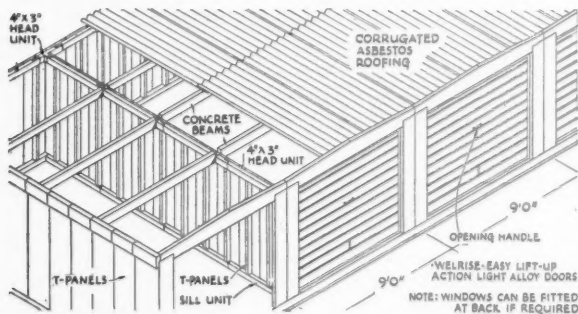 4"X 3"
HEAD
UNIT
CORRUGATED
ASBESTOS
ROOFING
CONCRETE
BEAMS
4"X 3"
HEAD UNIT
9'0"
OPENING HANDLE
9'0"
T-PANELS
T-PANELS
SILL UNIT
"WELRISE-EASY LIFT-UP
ACTION LIGHT ALLOY DOORS
NOTE: WINDOWS CAN BE FITTED
AT BACK IF REQUIRED